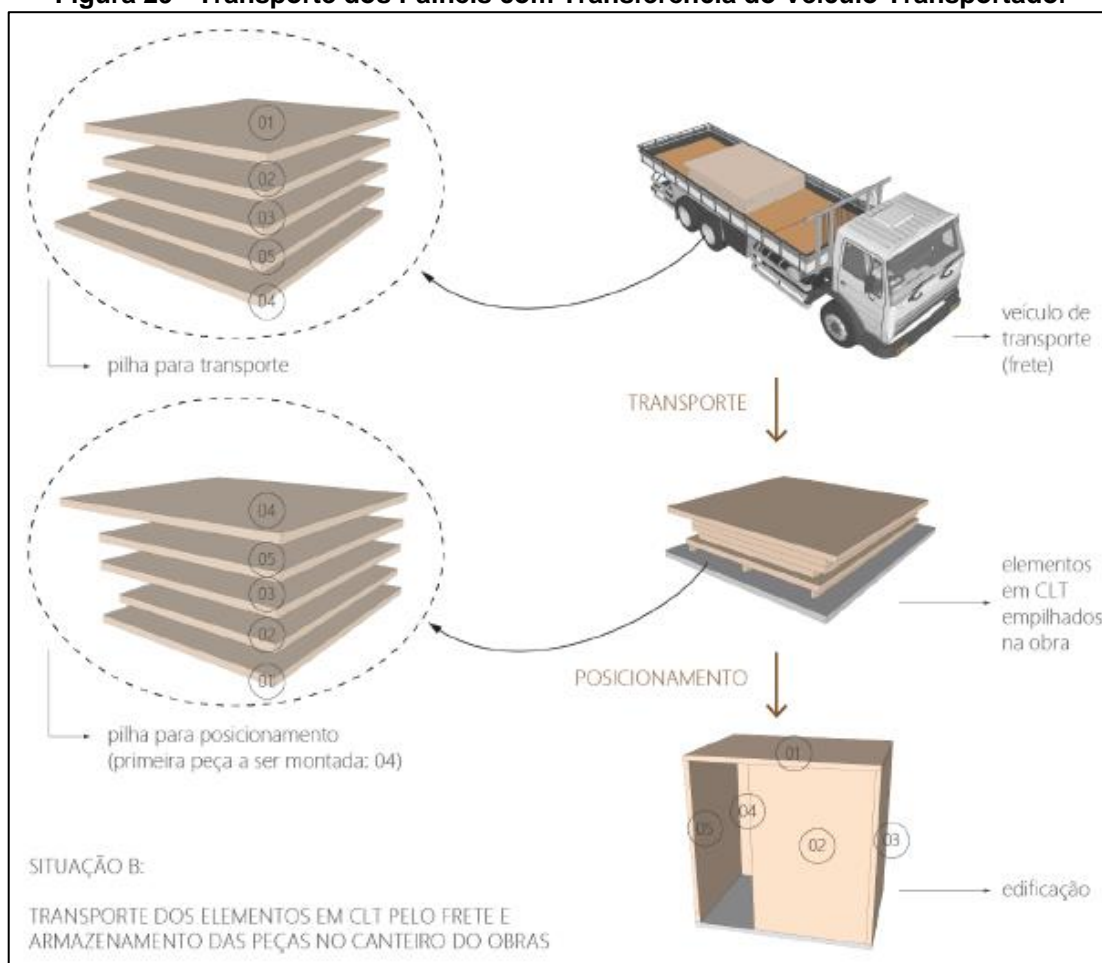 Figura 29 - Transporte dos Painéis com Transferência do Veículo Transportador
01
02
03
05
04
pilha para transporte
veículo de
transporte
(frete)
TRANSPORTE
04
05
03
02
01
pilha para posicionamento
(primeira peça a ser montada: 04)
elementos
em CLT
empilhados
na obra
POSICIONAMENTO
01
05
04
02
03
edificação
SITUAÇÃO B:
TRANSPORTE DOS ELEMENTOS EM CLT PELO FRETE E
ARMAZENAMENTO DAS PEÇAS NO CANTEIRO DO OBRAS